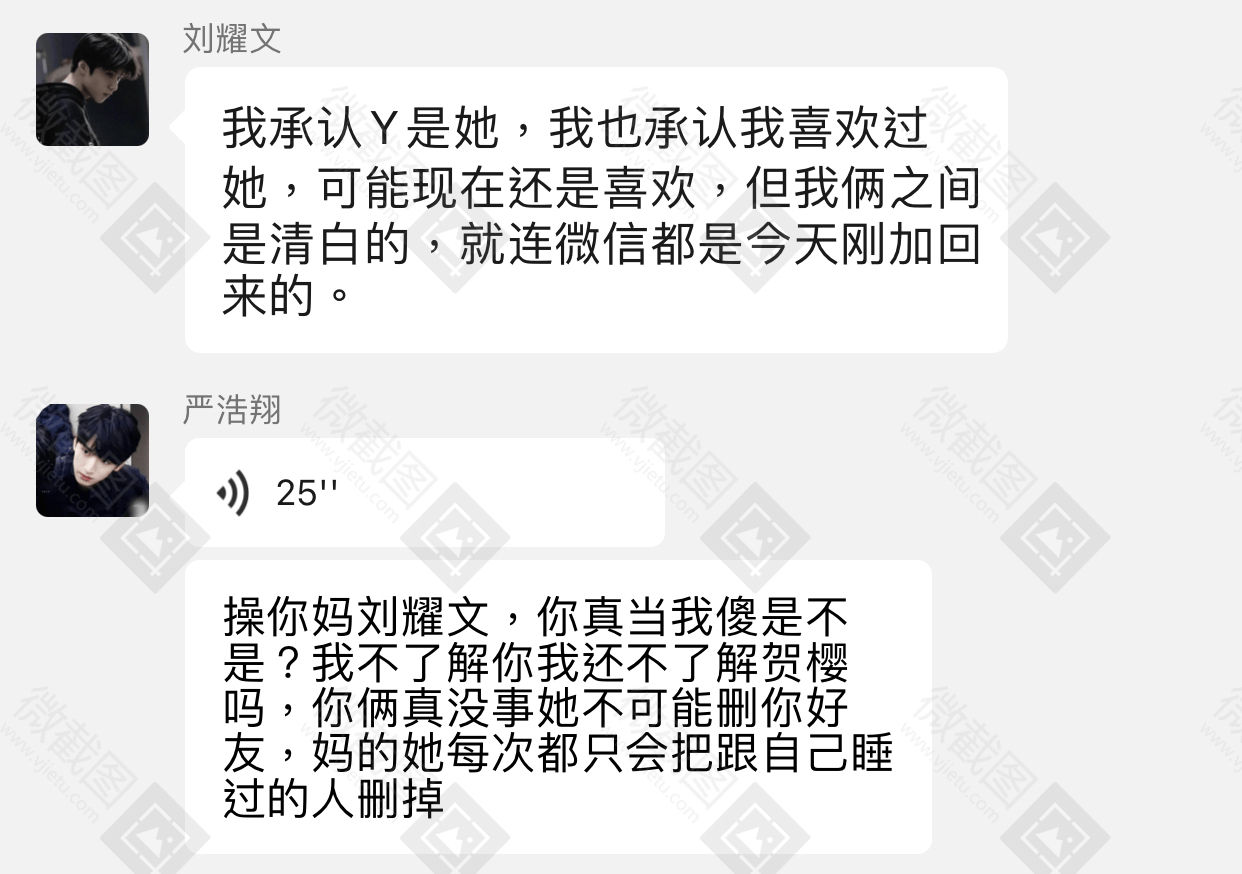 刘耀文
我承认Y是她，我也承认我喜欢过
她，可能现在还是喜欢，但我俩之间
是清白的，就连微信都是今天刚加回
来的。
严浩翔
25''
操你妈刘耀文，你真当我傻是不
是？我不了解你我还不了解贺樱
吗，你俩真没事她不可能删你好
友，妈的她每次都只会把跟自己睡
过的人删掉
微截图
www.vjietu.com